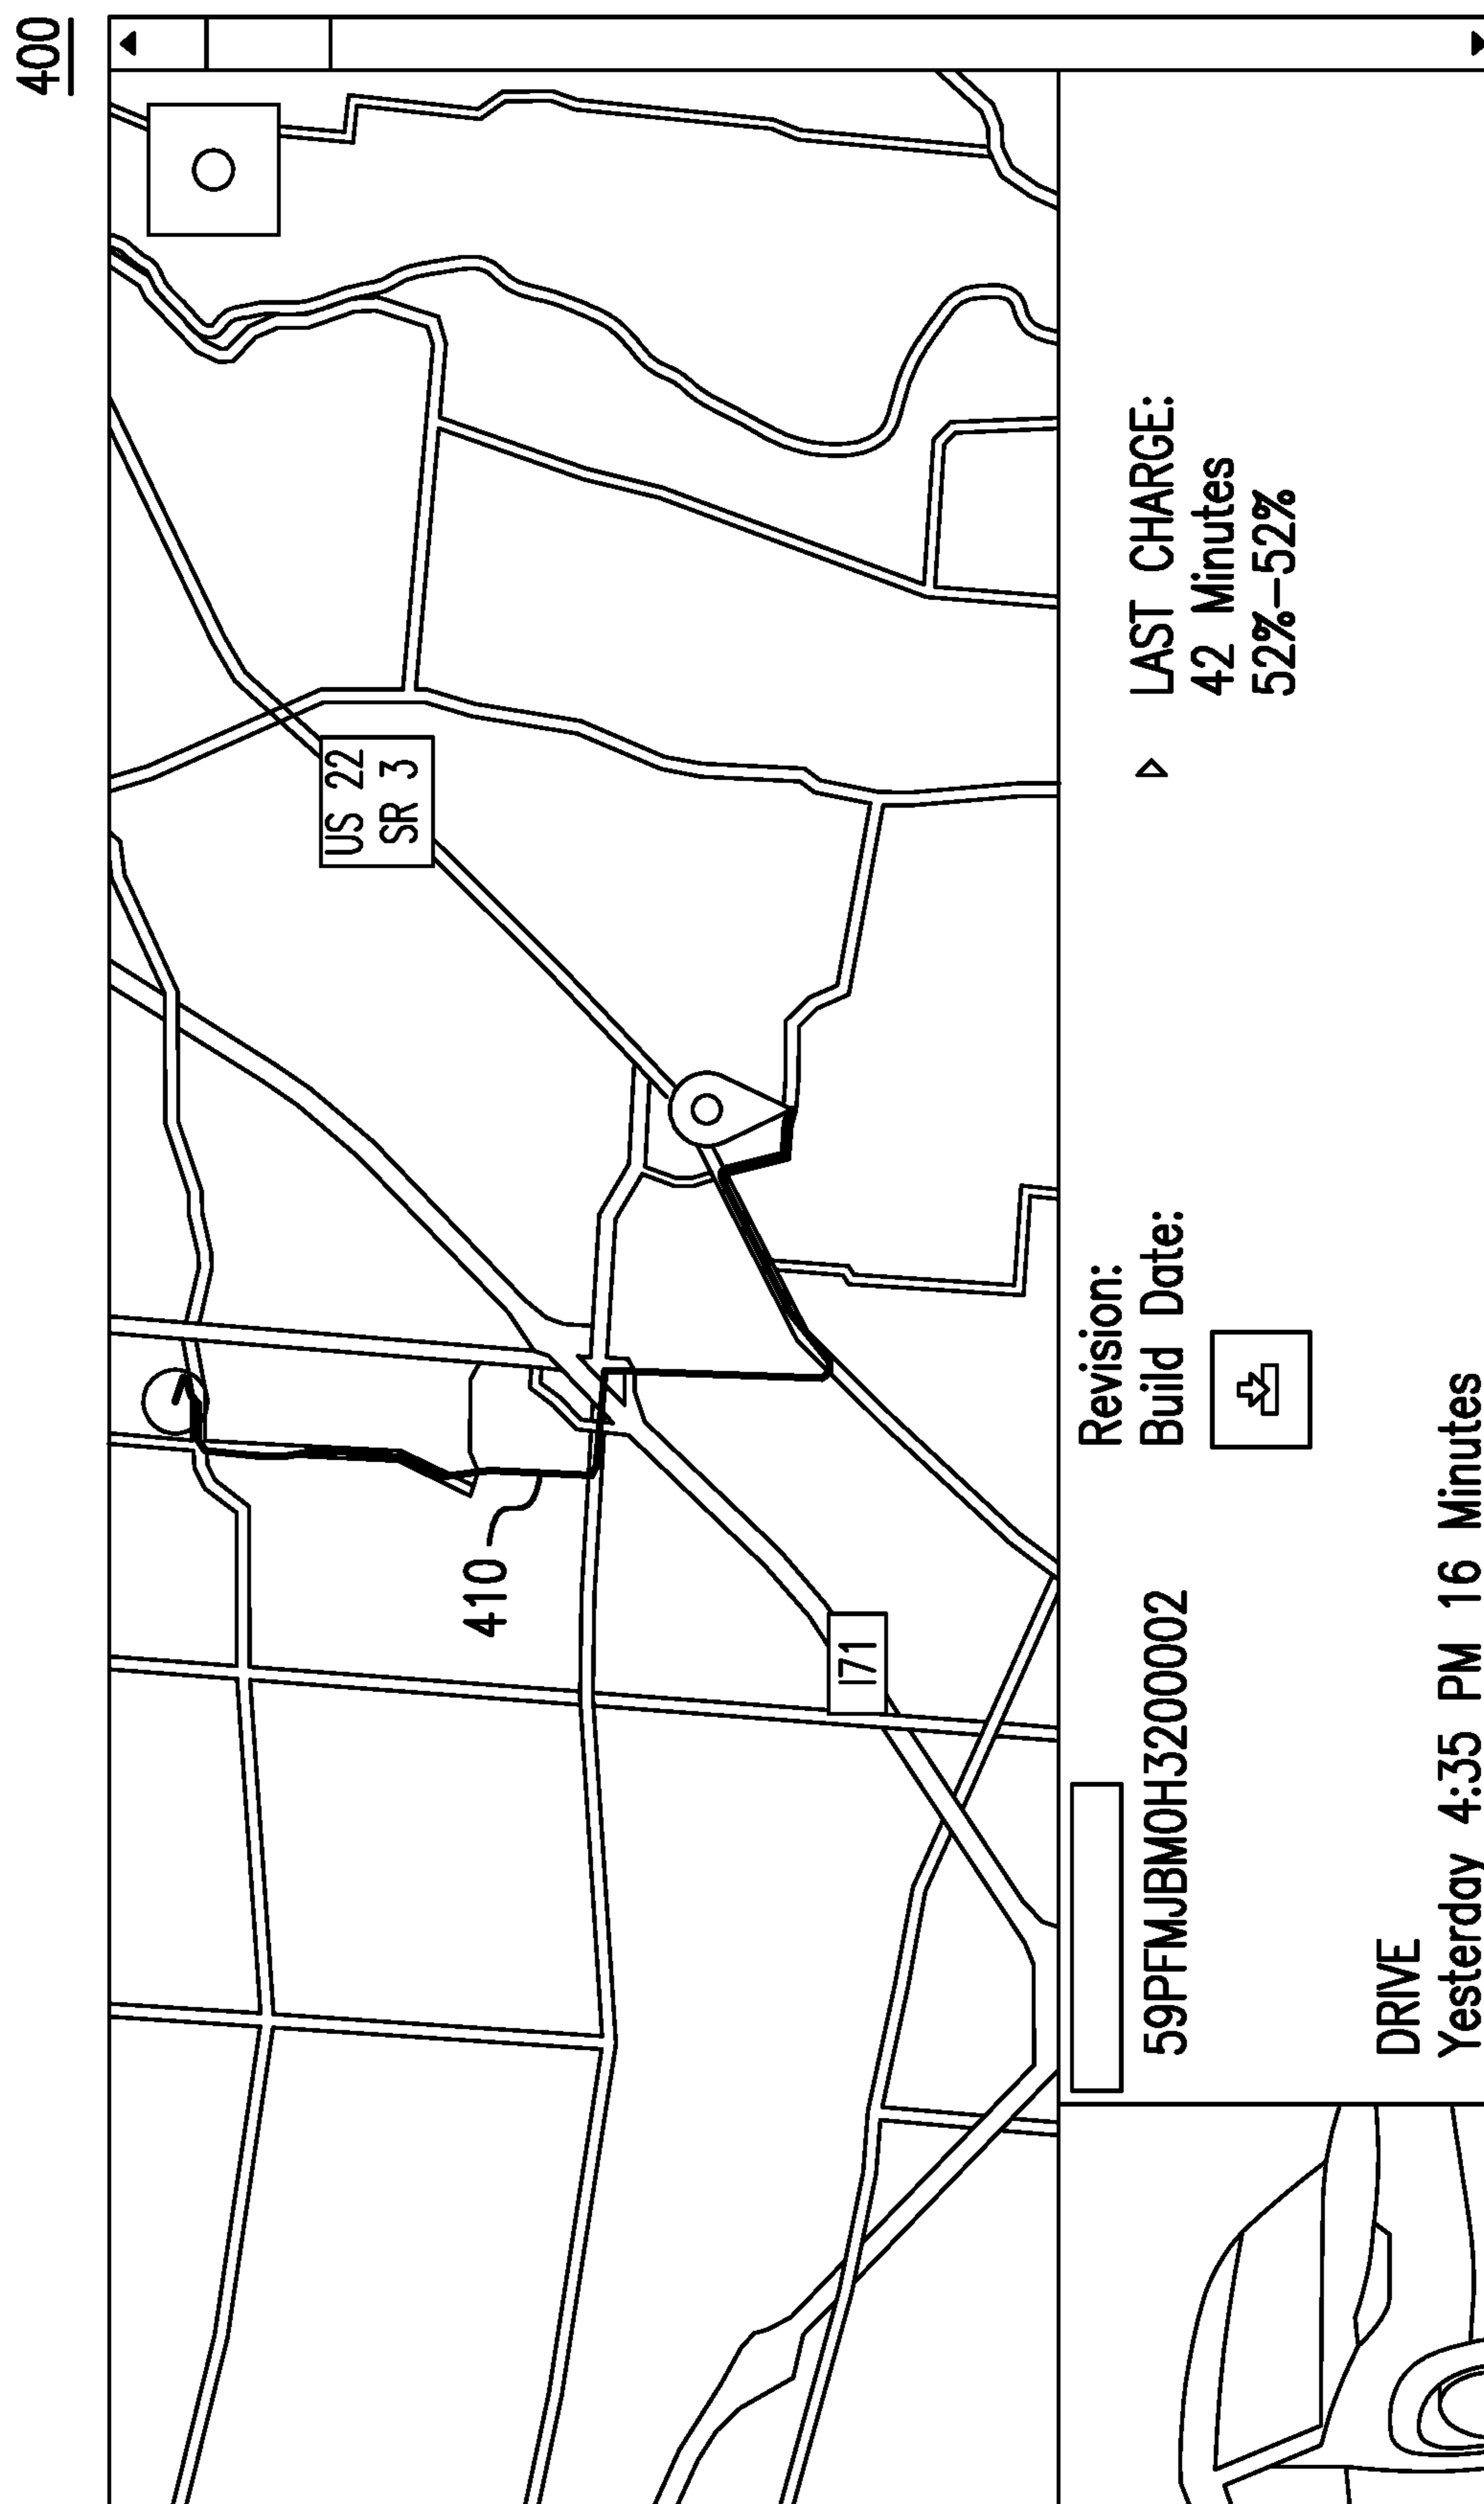 400
US 22
SR 3
410
I71
59PFMJBM0H3200002
Revision:
Build Date:
LAST CHARGE:
42 Minutes
52%–52%
DRIVE
Yesterday 4:35 PM 16 Minutes